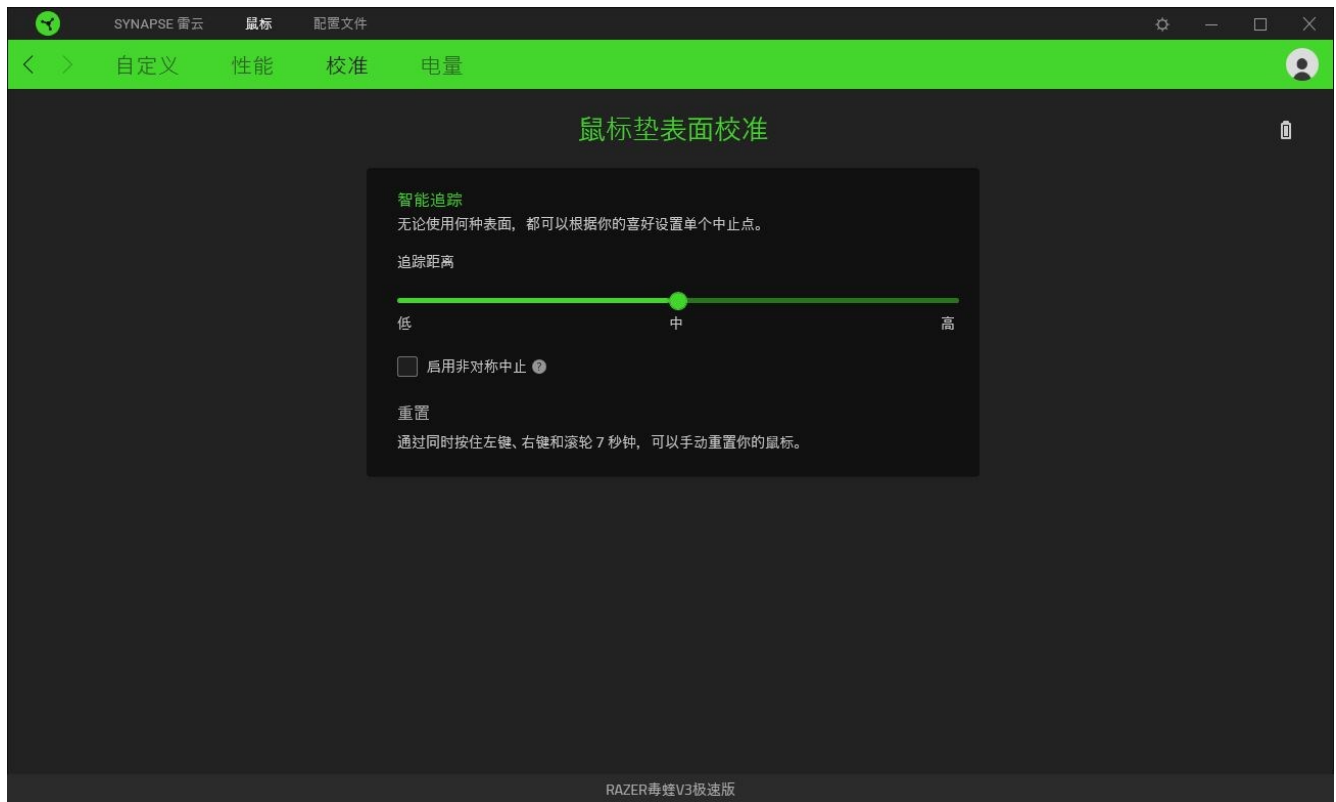 SYNAPSE 雷云 鼠标 配置文件
自定义 性能 校准 电量
鼠标垫表面校准
智能追踪
无论使用何种表面，都可以根据你的喜好设置单个中止点。
追踪距离
低 中 高
启用非对称中止 ?
重置
通过同时按住左键、右键和滚轮 7 秒钟，可以手动重置你的鼠标。
RAZER毒蝰V3极速版